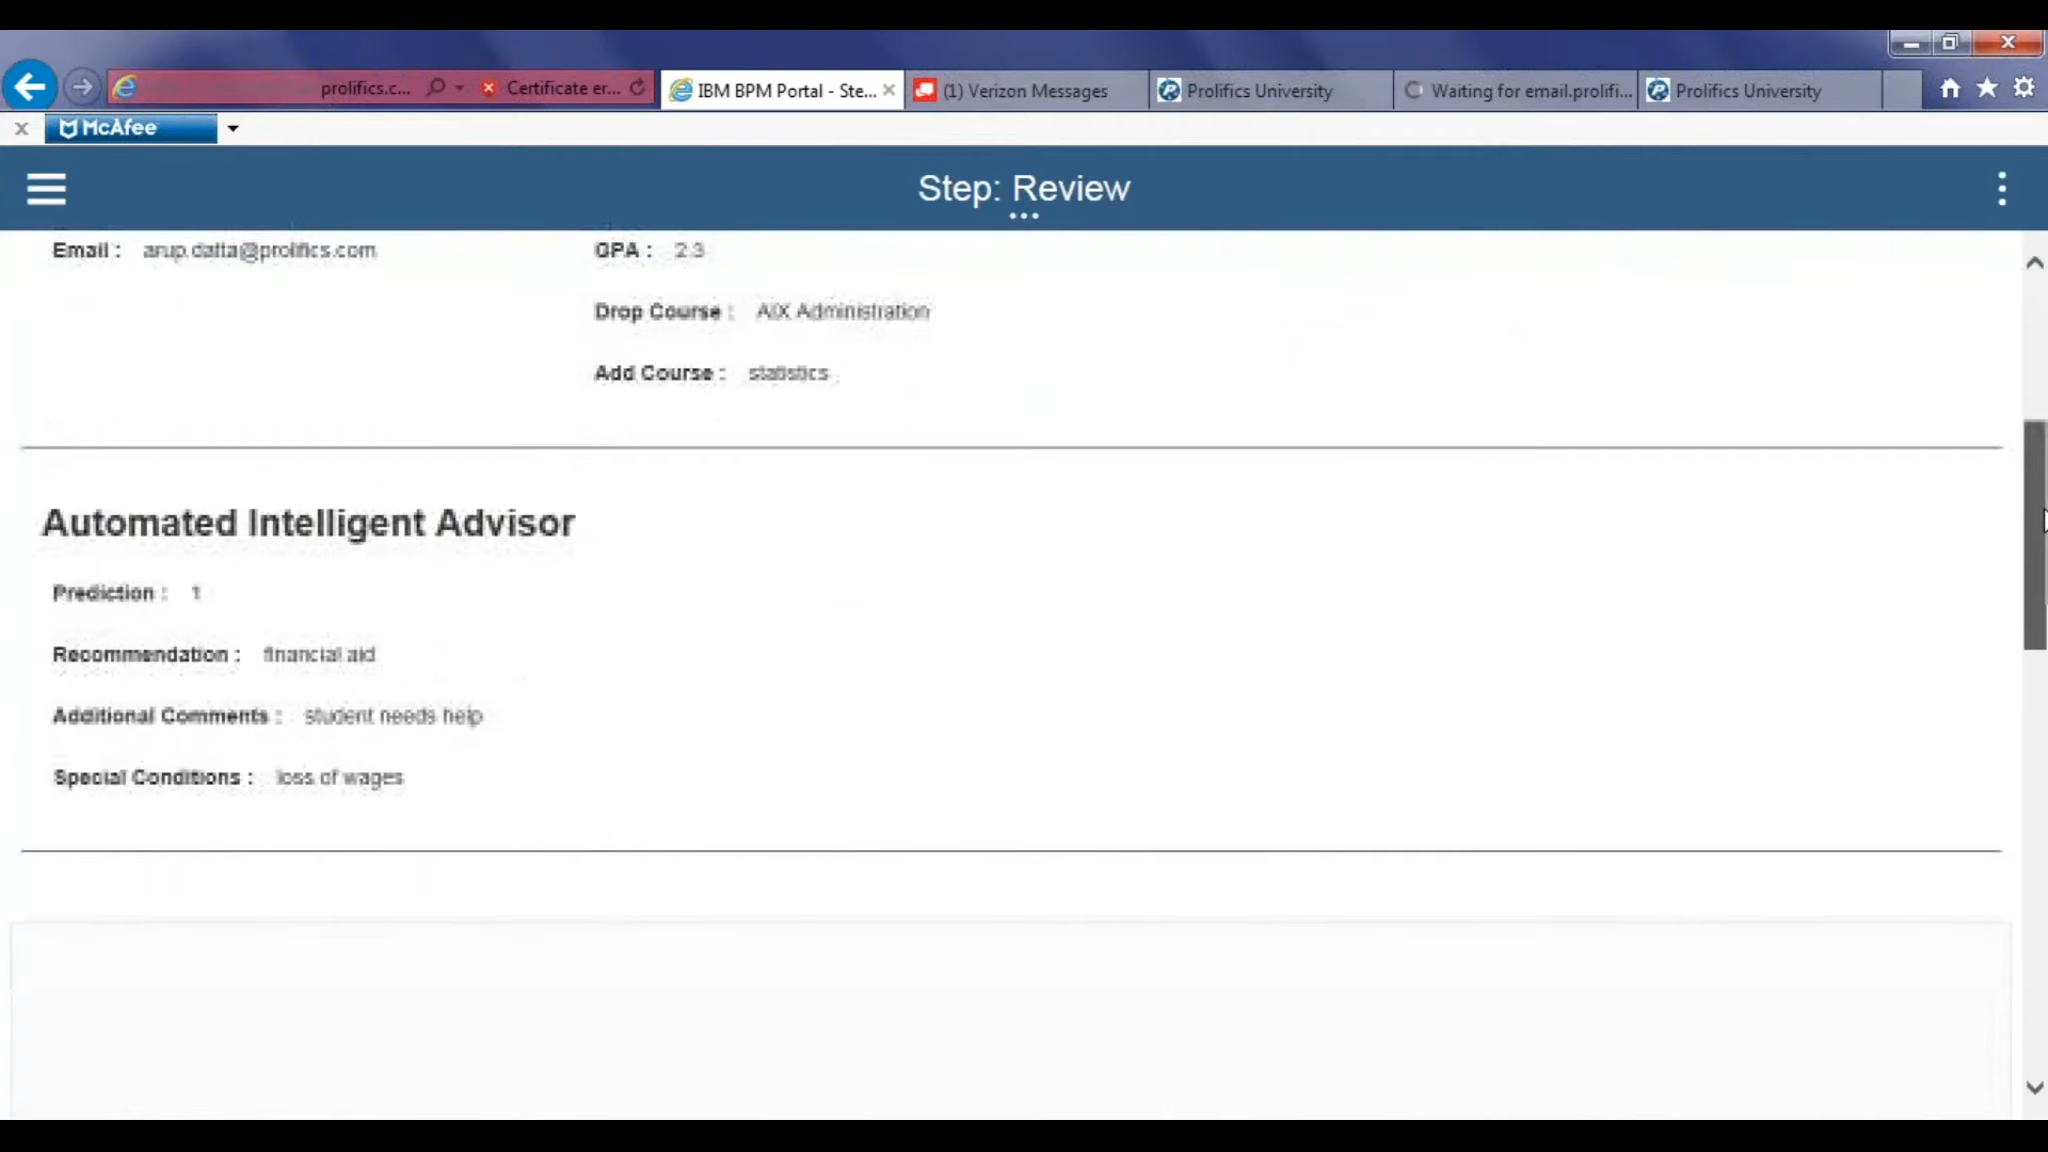 prolifics.c... Certificate er... IBM BPM Portal - Ste... (1) Verizon Messages Prolifics University Waiting for email.prolifi... Prolifics University
McAfee
Step: Review
Email : arup.datta@prolifics.com GPA : 2.3
Drop Course : AIX Administration
Add Course : statistics
Automated Intelligent Advisor
Prediction : 1
Recommendation : financial aid
Additional Comments : student needs help
Special Conditions : loss of wages